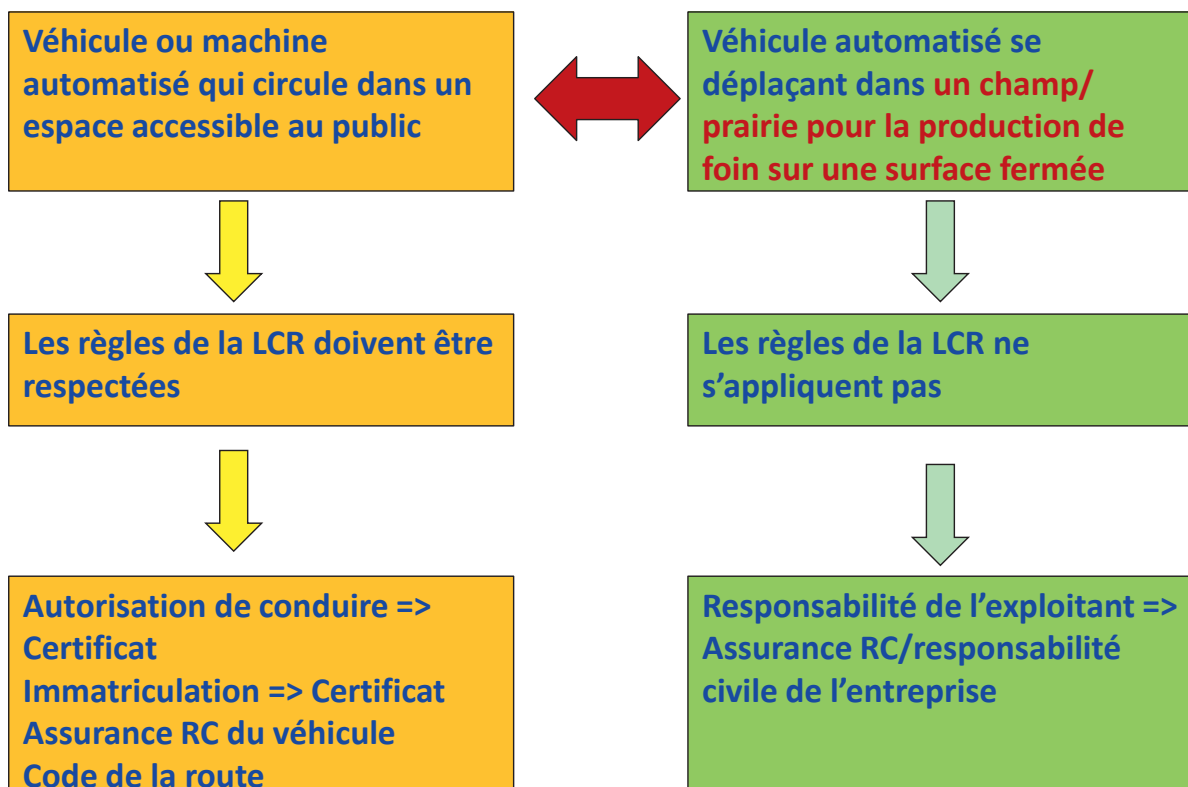 Véhicule ou machine
automatisé qui circule dans un
espace accessible au public
Véhicule automatisé se
déplaçant dans un champ/
prairie pour la production de
foin sur une surface fermée
Les règles de la LCR doivent être
respectées
Les règles de la LCR ne
s’appliquent pas
Autorisation de conduire =>
Certificat
Immatriculation => Certificat
Assurance RC du véhicule
Code de la route
Responsabilité de l’exploitant =>
Assurance RC/responsabilité
civile de l’entreprise